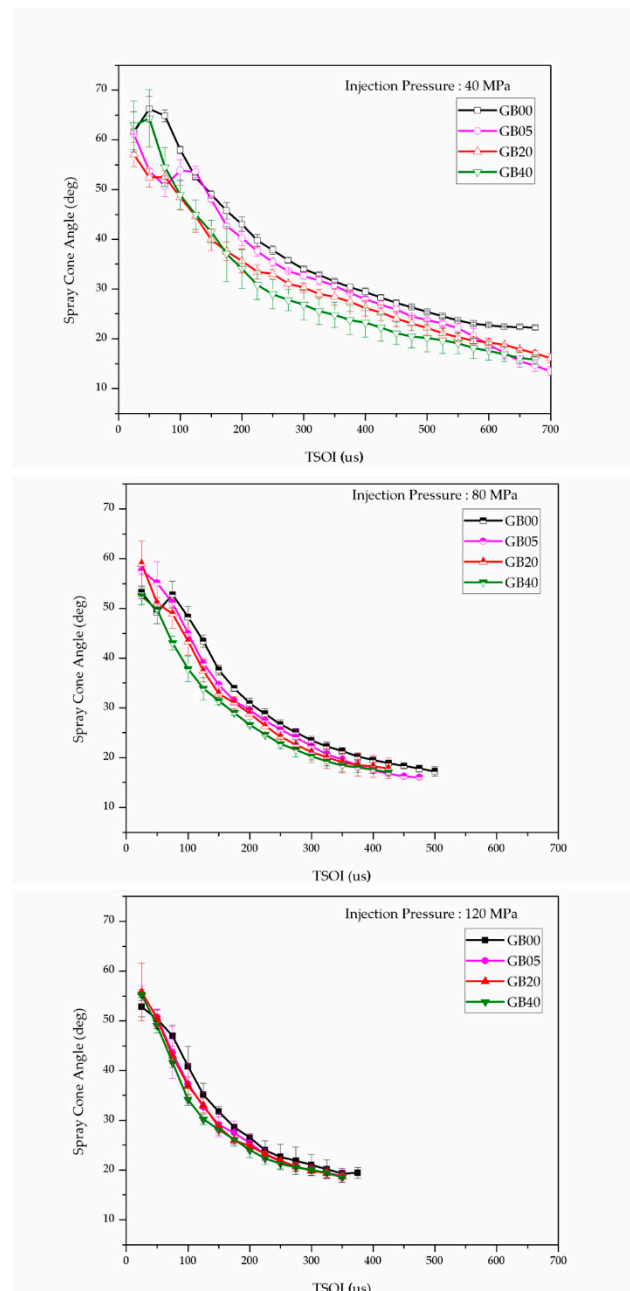 Injection Pressure : 40 MPa
GB00
GB05
GB20
GB40
70
60
50
40
30
20
10
Spray Cone Angle (deg)
0 100 200 300 400 500 600 700
TSOI (us)
Injection Pressure : 80 MPa
GB00
GB05
GB20
GB40
70
60
50
40
30
20
10
Spray Cone Angle (deg)
0 100 200 300 400 500 600 700
TSOI (us)
Injection Pressure : 120 MPa
GB00
GB05
GB20
GB40
70
60
50
40
30
20
10
Spray Cone Angle (deg)
0 100 200 300 400 500 600 700
TSOI (us)